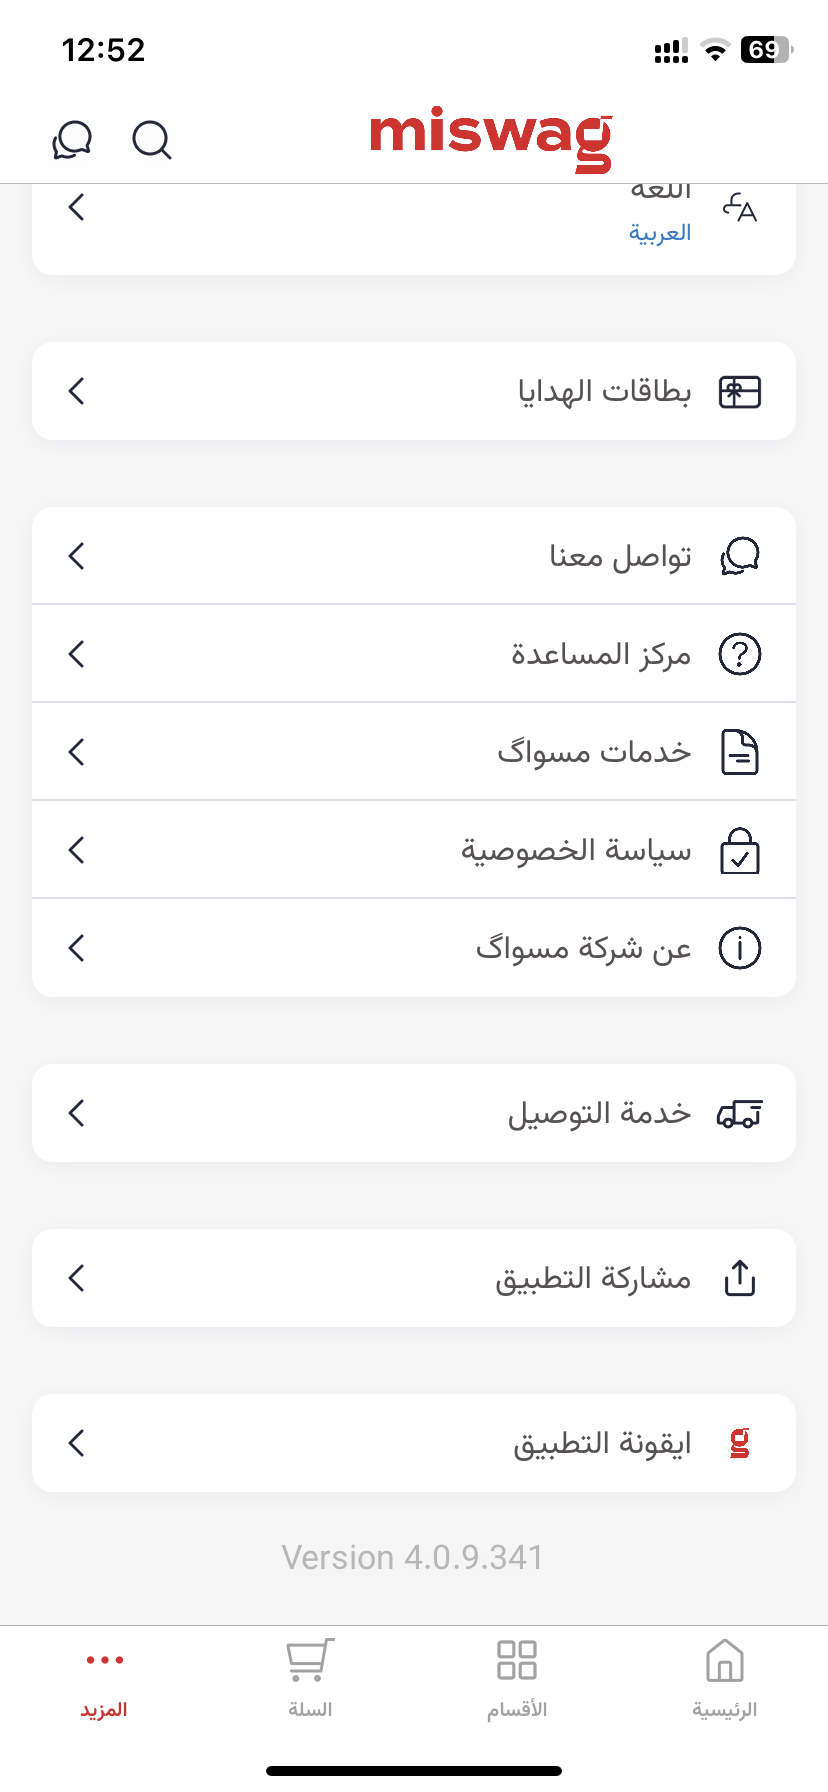 12:52
69
miswag
اللغة
العربية
بطاقات الهدايا
تواصل معنا
مركز المساعدة
خدمات مسواگ
سياسة الخصوصية
عن شركة مسواگ
خدمة التوصيل
مشاركة التطبيق
ايقونة التطبيق
Version 4.0.9.341
الرئيسية
الأقسام
السلة
المزيد